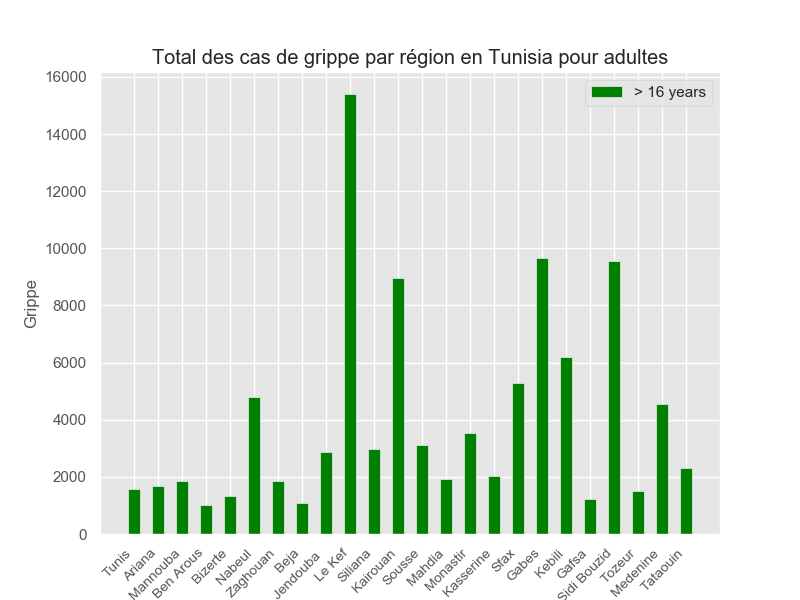 Total des cas de grippe par région en Tunisia pour adultes
> 16 years
Grippe
16000
14000
12000
10000
8000
6000
4000
2000
0
Tunis
Ariana
Mannouba
Ben Arous
Bizerte
Nabeul
Zaghouan
Beja
Jendouba
Le Kef
Siliana
Kairouan
Sousse
Mahdia
Monastir
Kasserine
Sfax
Gabes
Kebili
Gafsa
Sidi Bouzid
Tozeur
Medenine
Tataouin